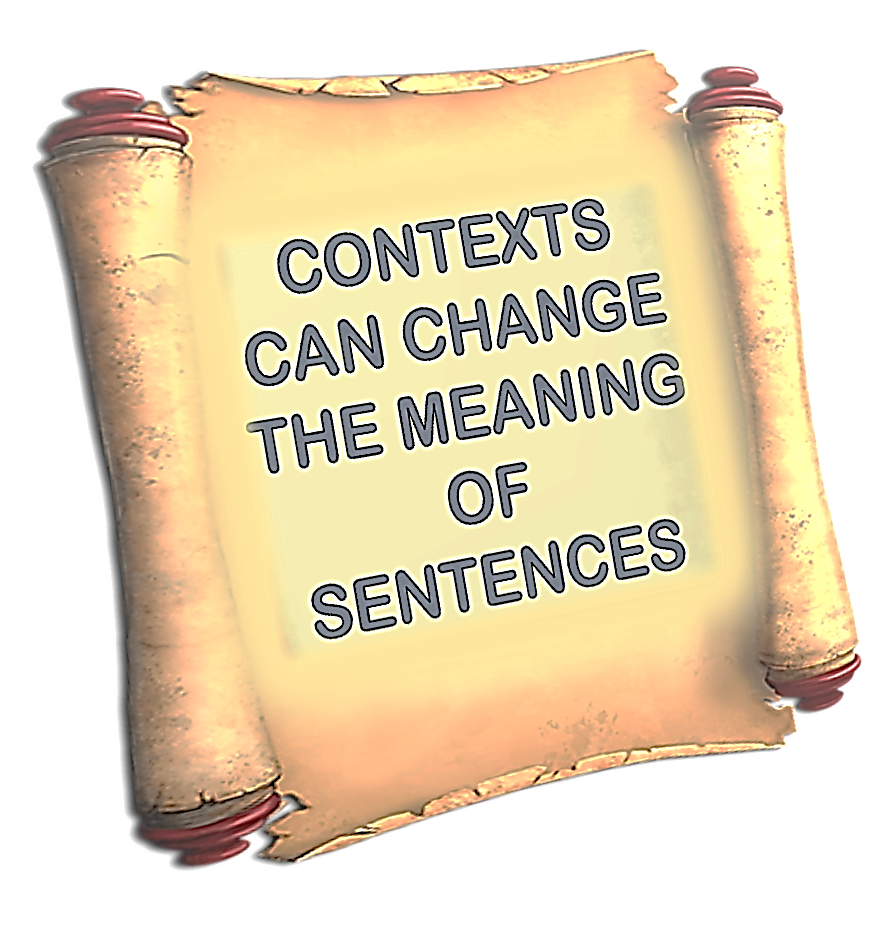 CONTEXTS
CAN CHANGE
THE MEANING
OF
SENTENCES